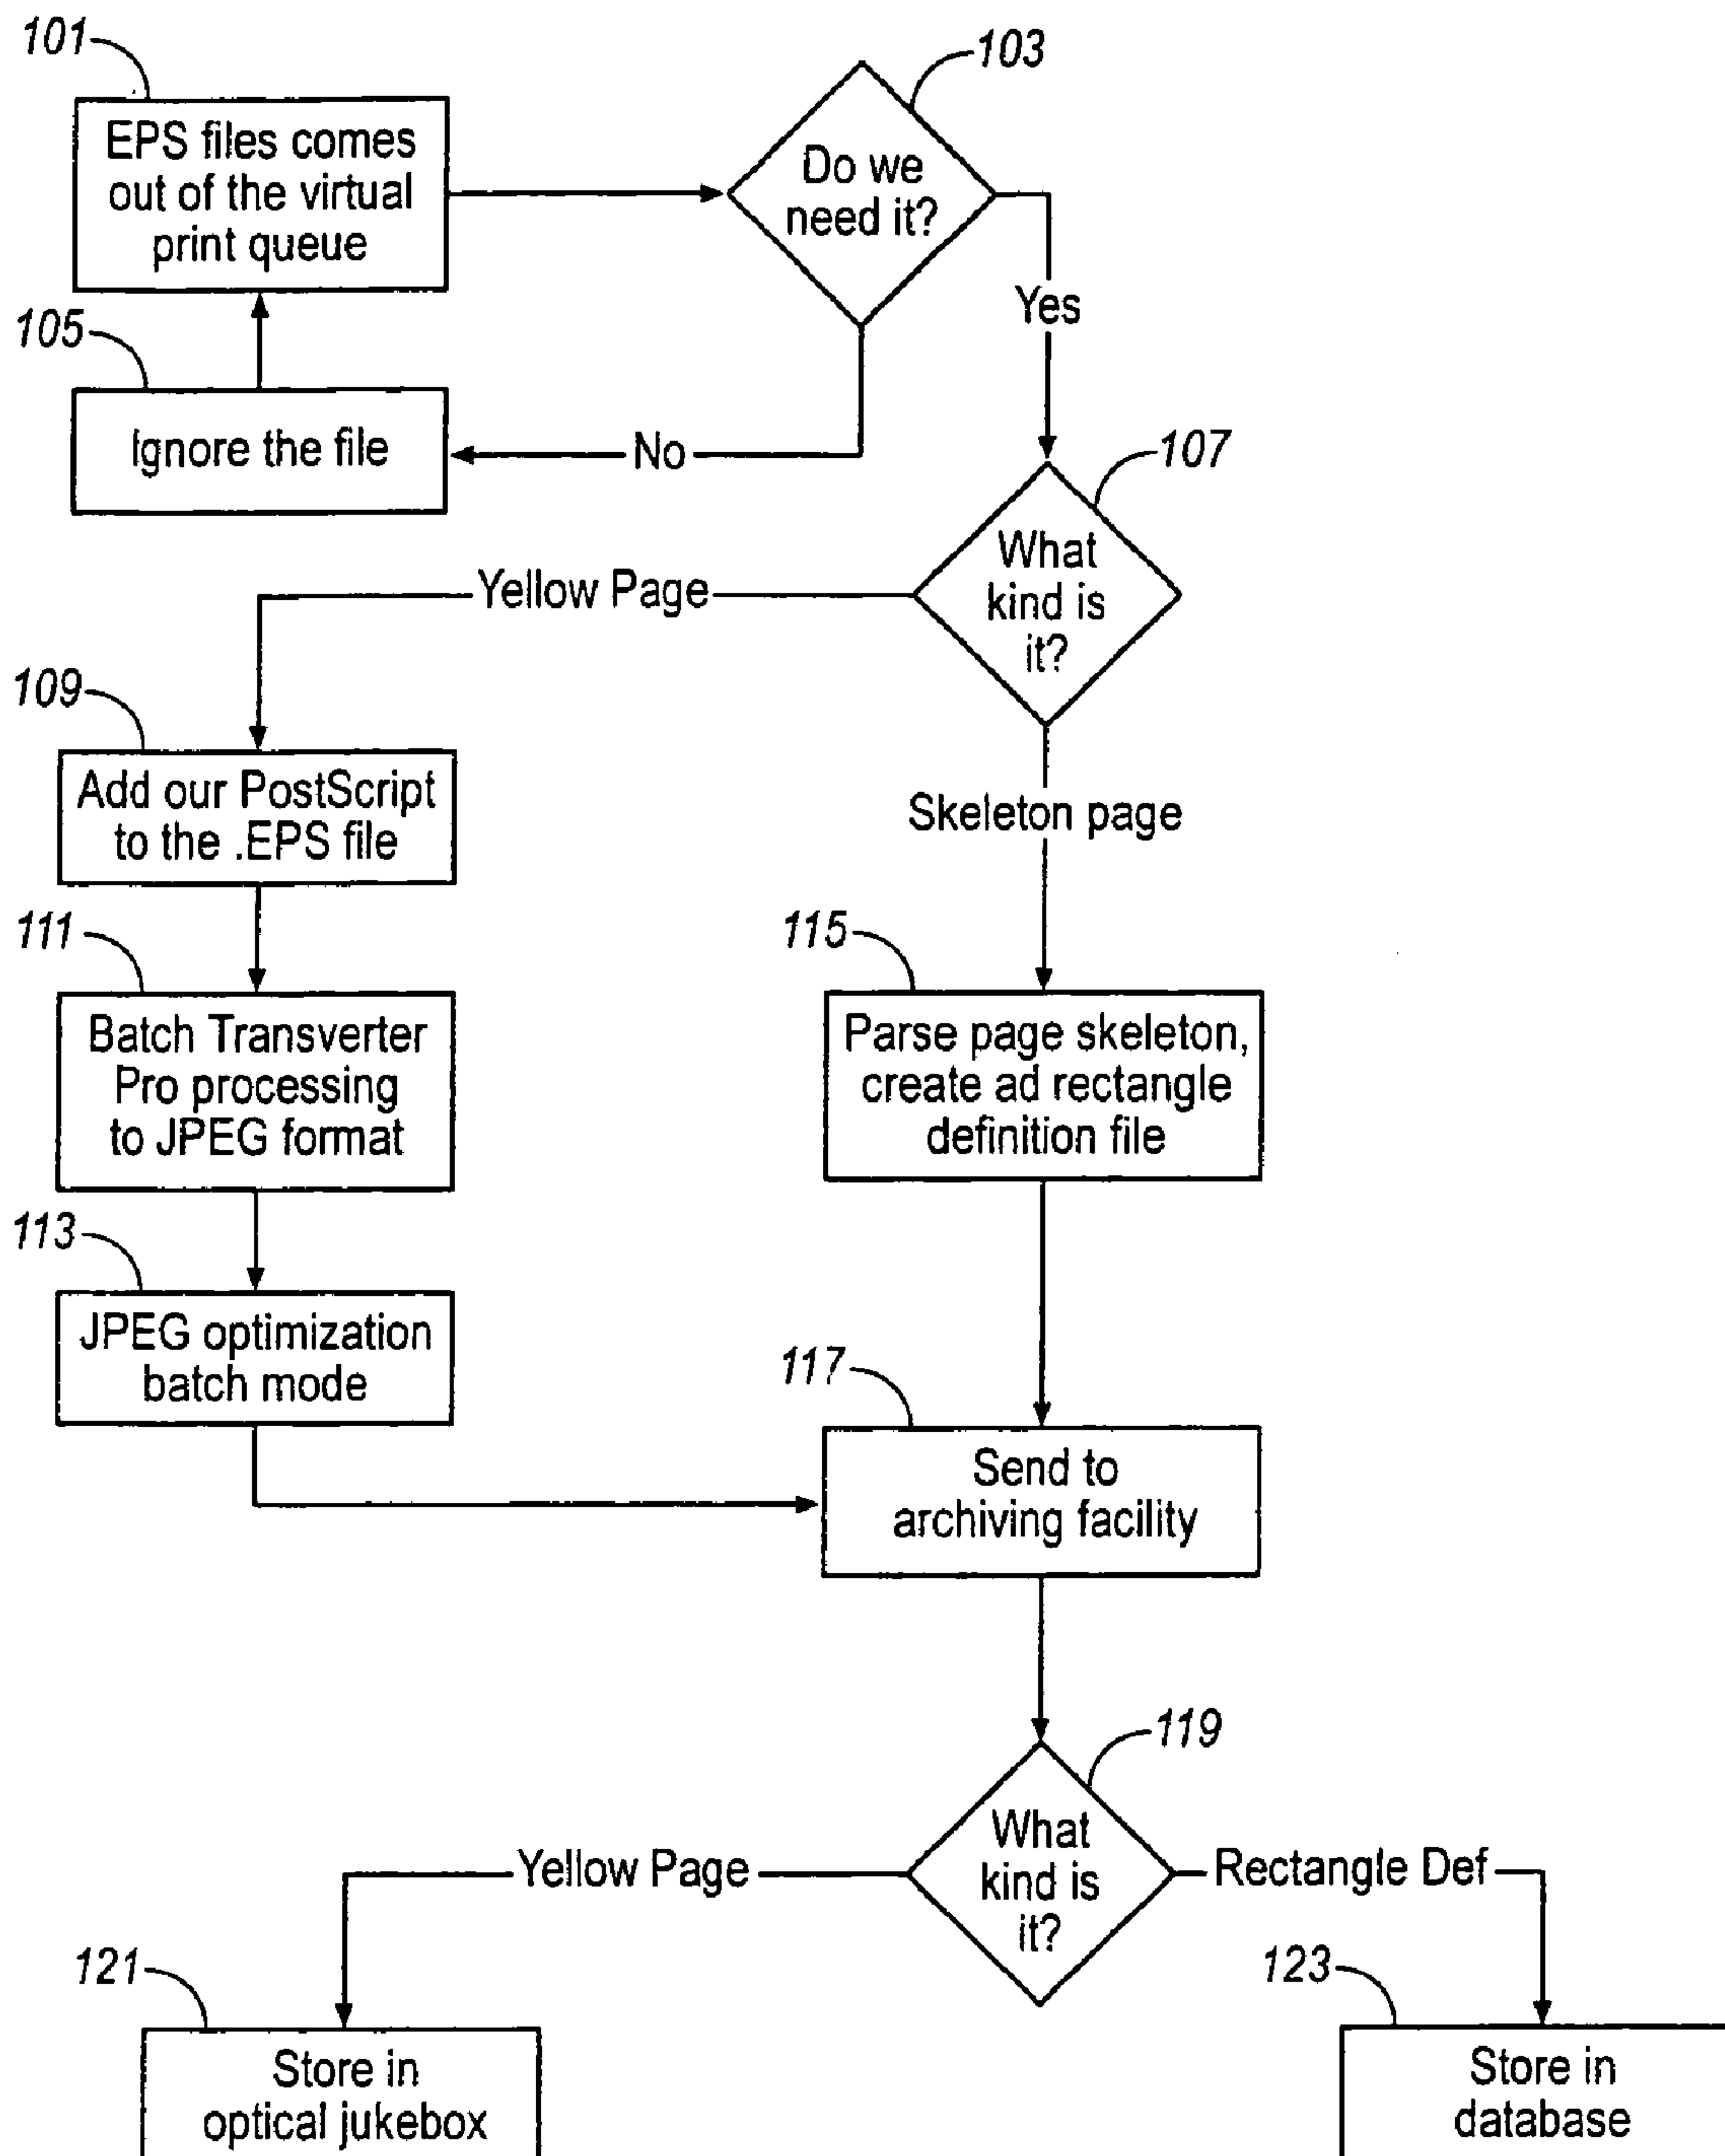 101
EPS files comes
out of the virtual
print queue
103
Do we
need it?
Yes
105
Ignore the file
No
107
What
kind is
it?
Yellow Page
Skeleton page
109
Add our PostScript
to the .EPS file
111
Batch Transverter
Pro processing
to JPEG format
113
JPEG optimization
batch mode
115
Parse page skeleton,
create ad rectangle
definition file
117
Send to
archiving facility
119
What
kind is
it?
Yellow Page
Rectangle Def
121
Store in
optical jukebox
123
Store in
database